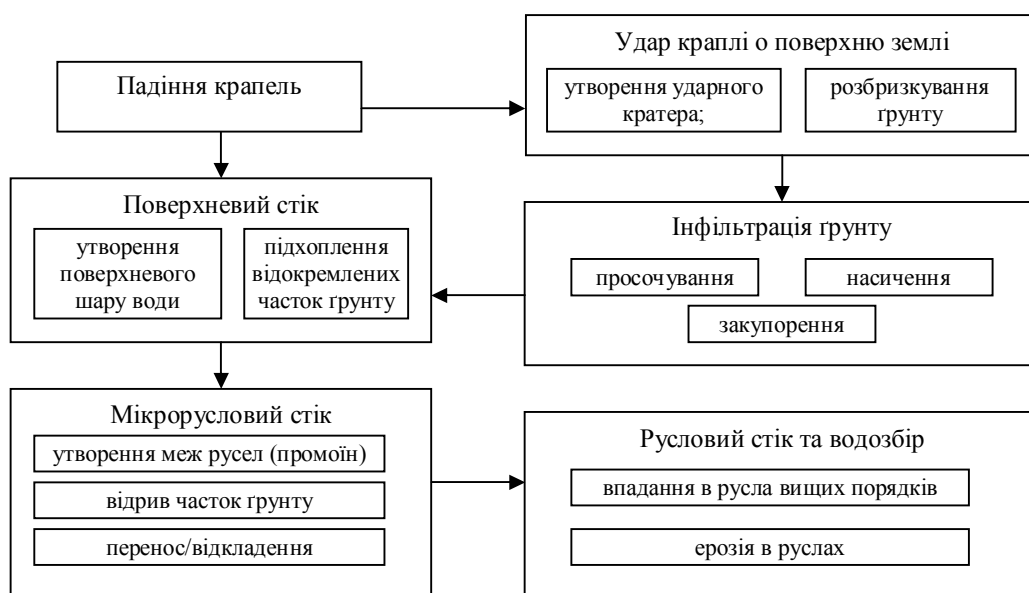 Падіння крапель
Удар краплі о поверхню землі
утворення ударного
кратера;
розбризкування
ґрунту
Поверхневий стік
утворення
поверхневого
шару води
підхоплення
відокремлених
часток ґрунту
Інфільтрація ґрунту
просочування
насичення
закупорення
Мікрорусловий стік
утворення меж русел (промоїн)
відрив часток ґрунту
перенос/відкладення
Русловий стік та водозбір
впадання в русла вищих порядків
ерозія в руслах